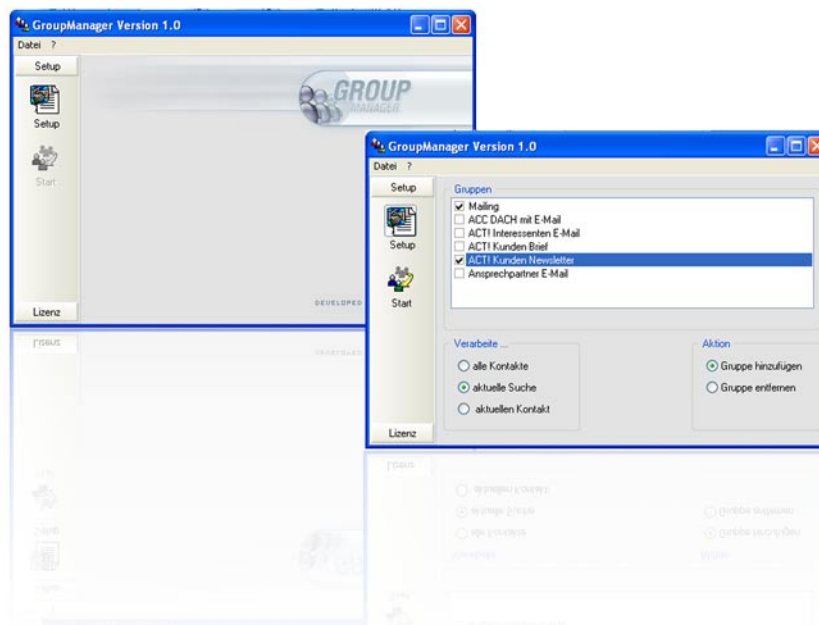 GroupManager Version 1.0
Datei ?
Setup
Setup
Start
Lizenz
GROUP
MANAGER
DEVELOPED
GroupManager Version 1.0
Datei ?
Setup
Setup
Start
Lizenz
Gruppen
Mailing
ACC DACH mit E-Mail
ACT! Interessenten E-Mail
ACT! Kunden Brief
ACT! Kunden Newsletter
Ansprechpartner E-Mail
Verarbeite ...
alle Kontakte
aktuelle Suche
aktuellen Kontakt
Aktion
Gruppe hinzufügen
Gruppe entfernen